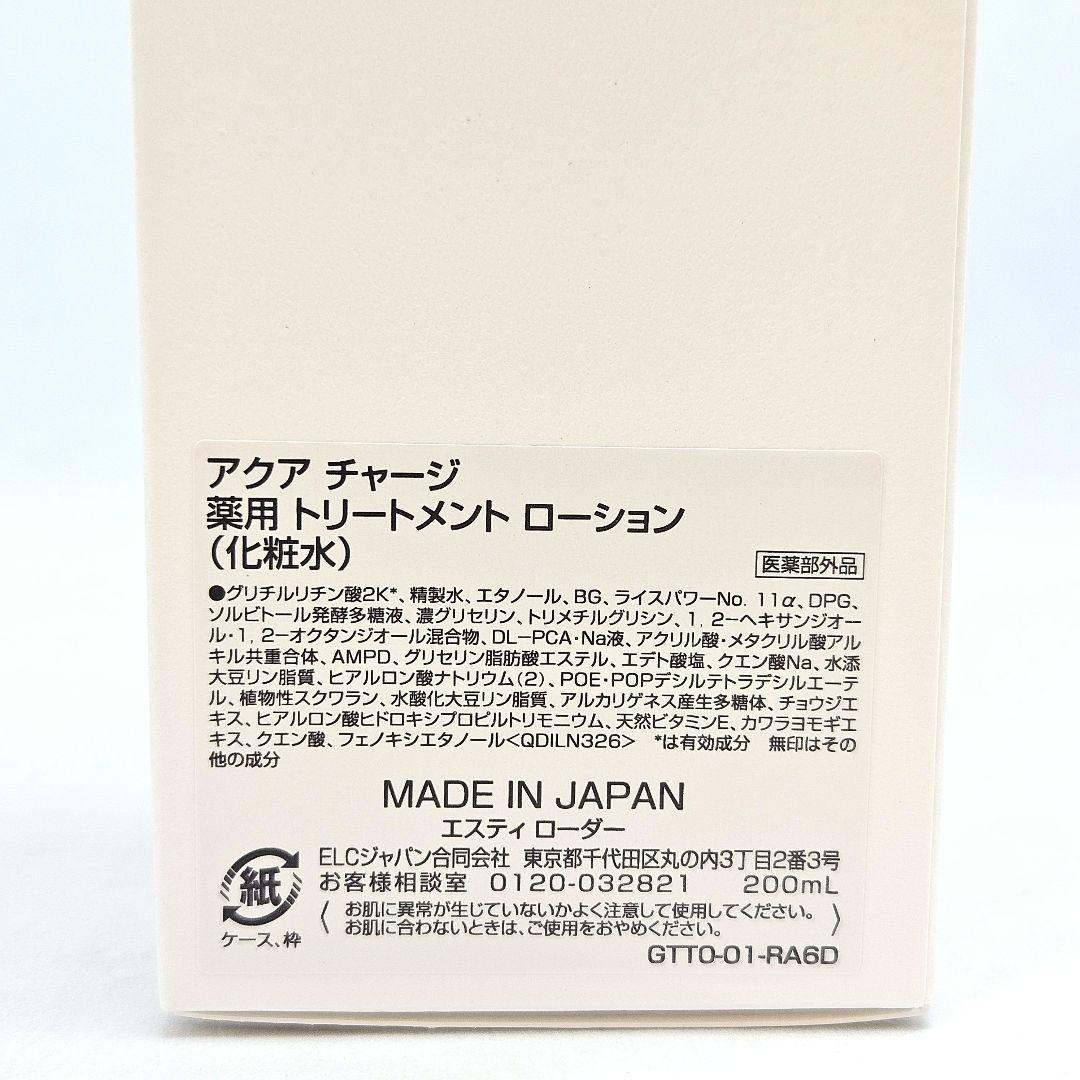 アクア チャージ
薬用 トリートメント ローション
(化粧水)
医薬部外品
●グリチルリチン酸2K*、精製水、エタノール、BG、ライスパワーNo. 11α、DPG、
ソルビトール発酵多糖液、濃グリセリン、トリメチルグリシン、1, 2-ヘキサンジオー
ル・1, 2-オクタンジオール混合物、DL-PCA・Na液、アクリル酸・メタクリル酸アル
キル共重合体、AMPD、グリセリン脂肪酸エステル、エデト酸塩、クエン酸Na、水添
大豆リン脂質、ヒアルロン酸ナトリウム(2)、POE・POPデシルテトラデシルエーテ
ル、植物性スクワラン、水酸化大豆リン脂質、アルカリゲネス産生多糖体、チョウジエ
キス、ヒアルロン酸ヒドロキシプロピルトリモニウム、天然ビタミンE、カワラヨモギエ
キス、クエン酸、フェノキシエタノール<QDILN326> *は有効成分 無印はその
他の成分
MADE IN JAPAN
エスティ ローダー
ELCジャパン合同会社 東京都千代田区丸の内3丁目2番3号
お客様相談室 0120-032821 200mL
紙
ケース、枠
お肌に異常が生じていないかよく注意して使用してください。
お肌に合わないときは、ご使用をおやめください。
GTT0-01-RA6D